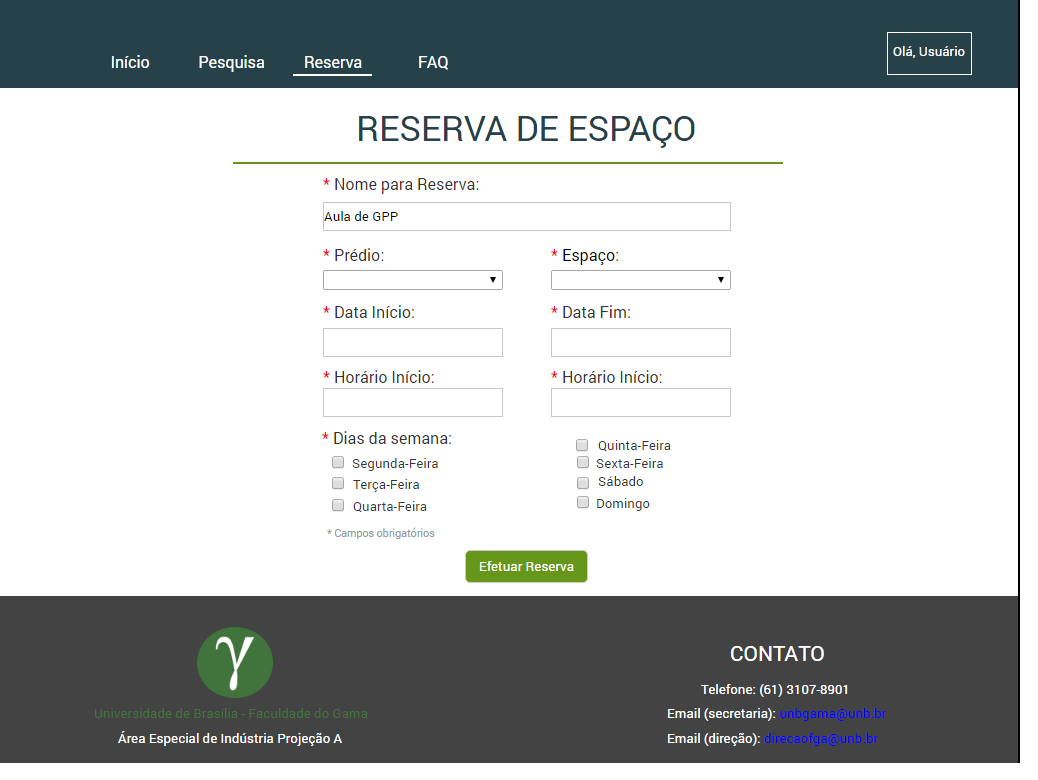 Início Pesquisa Reserva FAQ Olá, Usuário
RESERVA DE ESPAÇO
* Nome para Reserva:
Aula de GPP
* Prédio: * Espaço:
* Data Início: * Data Fim:
* Horário Início: * Horário Início:
* Dias da semana:
Segunda-Feira
Terça-Feira
Quarta-Feira
Quinta-Feira
Sexta-Feira
Sábado
Domingo
* Campos obrigatórios
Efetuar Reserva
γ
Universidade de Brasília - Faculdade do Gama
Área Especial de Indústria Projeção A
CONTATO
Telefone: (61) 3107-8901
Email (secretaria): unbgama@unb.br
Email (direção): direcaofga@unb.br